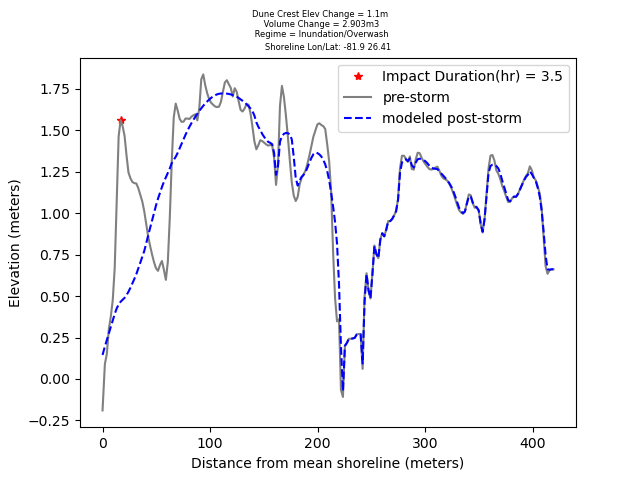 Dune Crest Elev Change = 1.1m
Volume Change = 2.903m3
Regime = Inundation/Overwash
Shoreline Lon/Lat: -81.9 26.41
Impact Duration(hr) = 3.5
pre-storm
modeled post-storm
Elevation (meters)
1.75
1.50
1.25
1.00
0.75
0.50
0.25
0.00
−0.25
0 100 200 300 400
Distance from mean shoreline (meters)